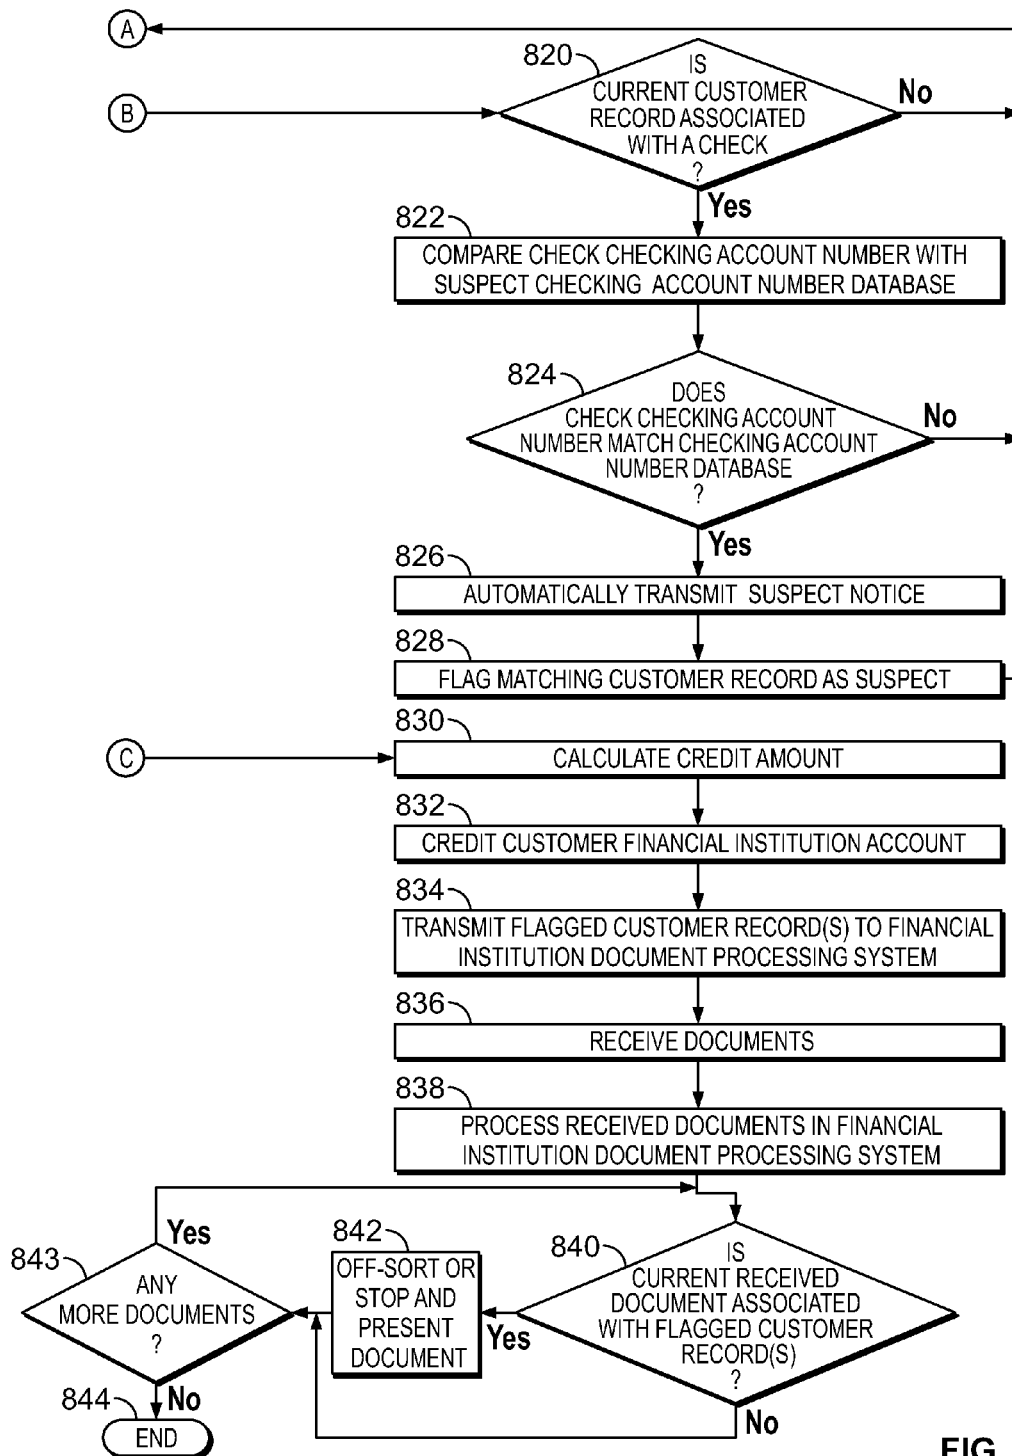 A
820
IS
CURRENT CUSTOMER
RECORD ASSOCIATED
WITH A CHECK
?
No
B
Yes
822
COMPARE CHECK CHECKING ACCOUNT NUMBER WITH
SUSPECT CHECKING ACCOUNT NUMBER DATABASE
824
DOES
CHECK CHECKING ACCOUNT
NUMBER MATCH CHECKING ACCOUNT
NUMBER DATABASE
?
No
Yes
826
AUTOMATICALLY TRANSMIT SUSPECT NOTICE
828
FLAG MATCHING CUSTOMER RECORD AS SUSPECT
830
C
CALCULATE CREDIT AMOUNT
832
CREDIT CUSTOMER FINANCIAL INSTITUTION ACCOUNT
834
TRANSMIT FLAGGED CUSTOMER RECORD(S) TO FINANCIAL
INSTITUTION DOCUMENT PROCESSING SYSTEM
836
RECEIVE DOCUMENTS
838
PROCESS RECEIVED DOCUMENTS IN FINANCIAL
INSTITUTION DOCUMENT PROCESSING SYSTEM
840
IS
CURRENT RECEIVED
DOCUMENT ASSOCIATED
WITH FLAGGED CUSTOMER
RECORD(S)
?
Yes
No
842
OFF-SORT OR
STOP AND
PRESENT
DOCUMENT
843
ANY
MORE DOCUMENTS
?
Yes
No
844
END
FIG